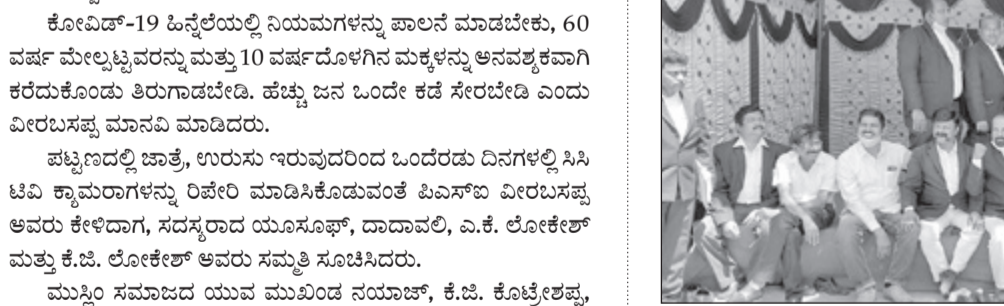 ಕೋವಿಡ್-19 ಹಿನ್ನೆಲೆಯಲ್ಲಿ ನಿಯಮಗಳನ್ನು ಪಾಲನೆ ಮಾಡಬೇಕು, 60
ವರ್ಷ ಮೇಲ್ಪಟ್ಟವರನ್ನು ಮತ್ತು 10 ವರ್ಷದೊಳಗಿನ ಮಕ್ಕಳನ್ನು ಅನವಶ್ಯಕವಾಗಿ
ಕರೆದುಕೊಂಡು ತಿರುಗಾಡಬೇಡಿ. ಹೆಚ್ಚು ಜನ ಒಂದೇ ಕಡೆ ಸೇರಬೇಡಿ ಎಂದು
ವೀರಬಸಪ್ಪ ಮಾನವಿ ಮಾಡಿದರು.
ಪಟ್ಟಣದಲ್ಲಿ ಜಾತ್ರೆ, ಉರುಸು ಇರುವುದರಿಂದ ಒಂದೆರಡು ದಿನಗಳಲ್ಲಿ ಸಿಸಿ
ಟಿವಿ ಕ್ಯಾಮರಾಗಳನ್ನು ರಿಪೇರಿ ಮಾಡಿಸಿಕೊಡುವಂತೆ ಪಿಎಸ್ಐ ವೀರಬಸಪ್ಪ
ಅವರು ಕೇಳಿದಾಗ, ಸದಸ್ಯರಾದ ಯೂಸೂಫ್, ದಾದಾವಲಿ, ಎ.ಕೆ. ಲೋಕೇಶ್
ಮತ್ತು ಕೆ.ಜಿ. ಲೋಕೇಶ್ ಅವರು ಸಮ್ಮತಿ ಸೂಚಿಸಿದರು.
ಮುಸ್ಲಿಂ ಸಮಾಜದ ಯುವ ಮುಖಂಡ ನಯಾಜ್, ಕೆ.ಜಿ. ಕೊಟ್ರೇಶಪ್ಪ,